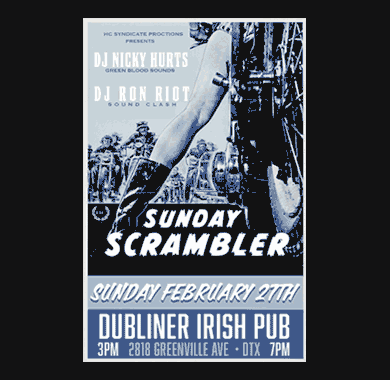 MC SYNDICATE PROCTIONS
PRESENTS
DJ NICKY HURTS
GREEN BLOOD SOUNDS
DJ RON RIOT
SOUND CLASH
SUNDAY
SCRAMBLER
SUNDAY FEBRUARY 27TH
DUBLINER IRISH PUB
3PM 2818 GREENVILLE AVE • DTX 7PM